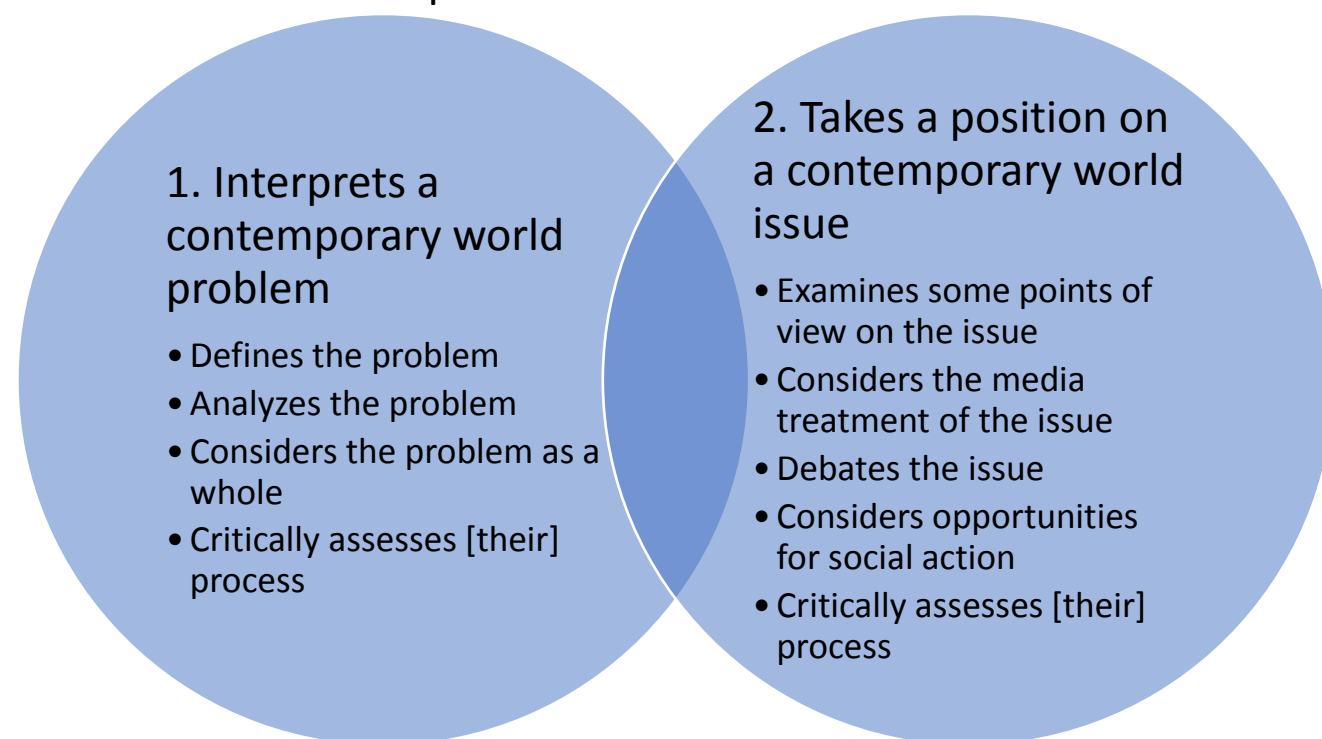 1. Interprets a
contemporary world
problem
• Defines the problem
• Analyzes the problem
• Considers the problem as a
whole
• Critically assesses [their]
process
2. Takes a position on
a contemporary world
issue
• Examines some points of
view on the issue
• Considers the media
treatment of the issue
• Debates the issue
• Considers opportunities
for social action
• Critically assesses [their]
process